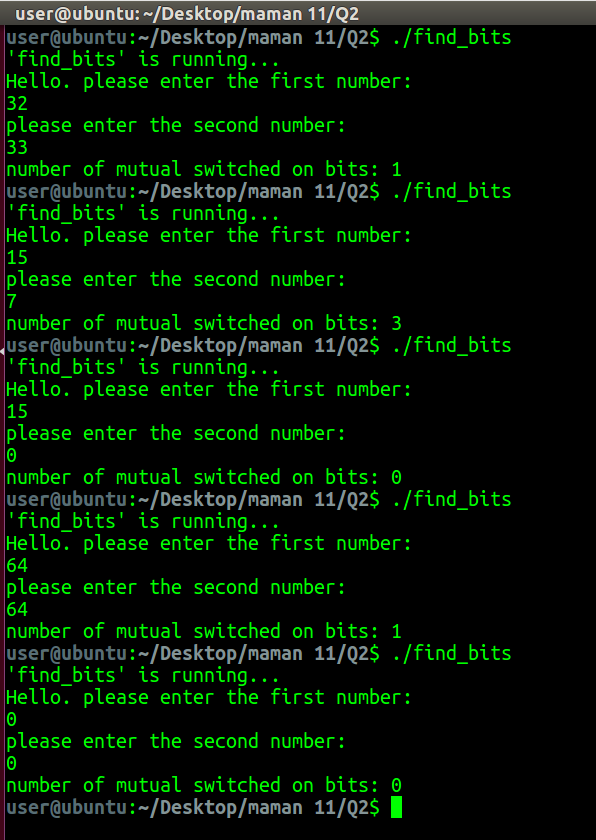 user@ubuntu: ~/Desktop/maman 11/Q2
user@ubuntu:~/Desktop/maman 11/Q2$ ./find_bits
'find_bits' is running...
Hello. please enter the first number:
32
please enter the second number:
33
number of mutual switched on bits: 1
user@ubuntu:~/Desktop/maman 11/Q2$ ./find_bits
'find_bits' is running...
Hello. please enter the first number:
15
please enter the second number:
7
number of mutual switched on bits: 3
user@ubuntu:~/Desktop/maman 11/Q2$ ./find_bits
'find_bits' is running...
Hello. please enter the first number:
15
please enter the second number:
0
number of mutual switched on bits: 0
user@ubuntu:~/Desktop/maman 11/Q2$ ./find_bits
'find_bits' is running...
Hello. please enter the first number:
64
please enter the second number:
64
number of mutual switched on bits: 1
user@ubuntu:~/Desktop/maman 11/Q2$ ./find_bits
'find_bits' is running...
Hello. please enter the first number:
0
please enter the second number:
0
number of mutual switched on bits: 0
user@ubuntu:~/Desktop/maman 11/Q2$